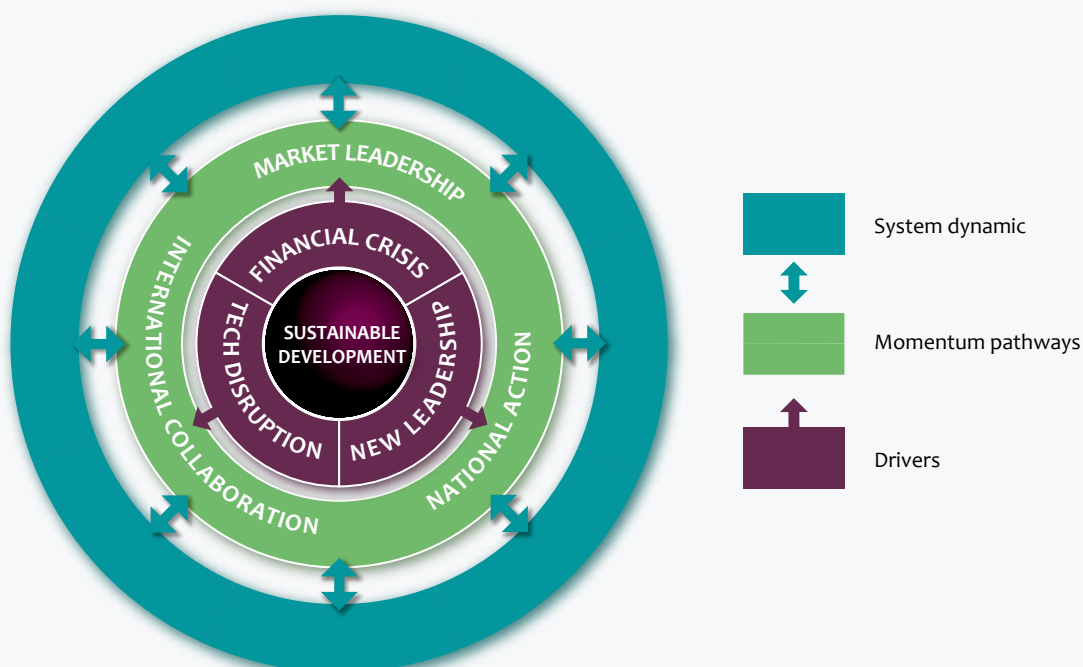 MARKET LEADERSHIP
INTERNATIONAL COLLABORATION
NATIONAL ACTION
FINANCIAL CRISIS
TECH DISRUPTION
NEW LEADERSHIP
SUSTAINABLE
DEVELOPMENT
System dynamic
Momentum pathways
Drivers